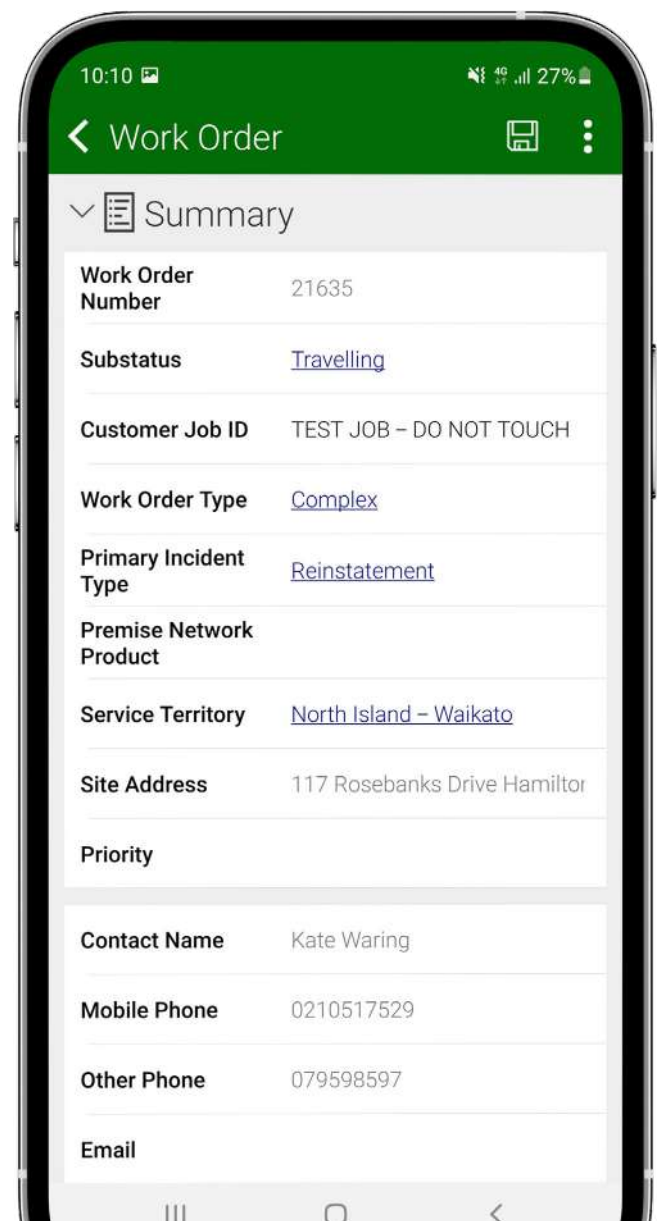 10:10 4G 27%
Work Order
Summary
Work Order
Number 21635
Substatus Travelling
Customer Job ID TEST JOB – DO NOT TOUCH
Work Order Type Complex
Primary Incident
Type Reinstatement
Premise Network
Product
Service Territory North Island – Waikato
Site Address 117 Rosebanks Drive Hamilton
Priority
Contact Name Kate Waring
Mobile Phone 0210517529
Other Phone 079598597
Email